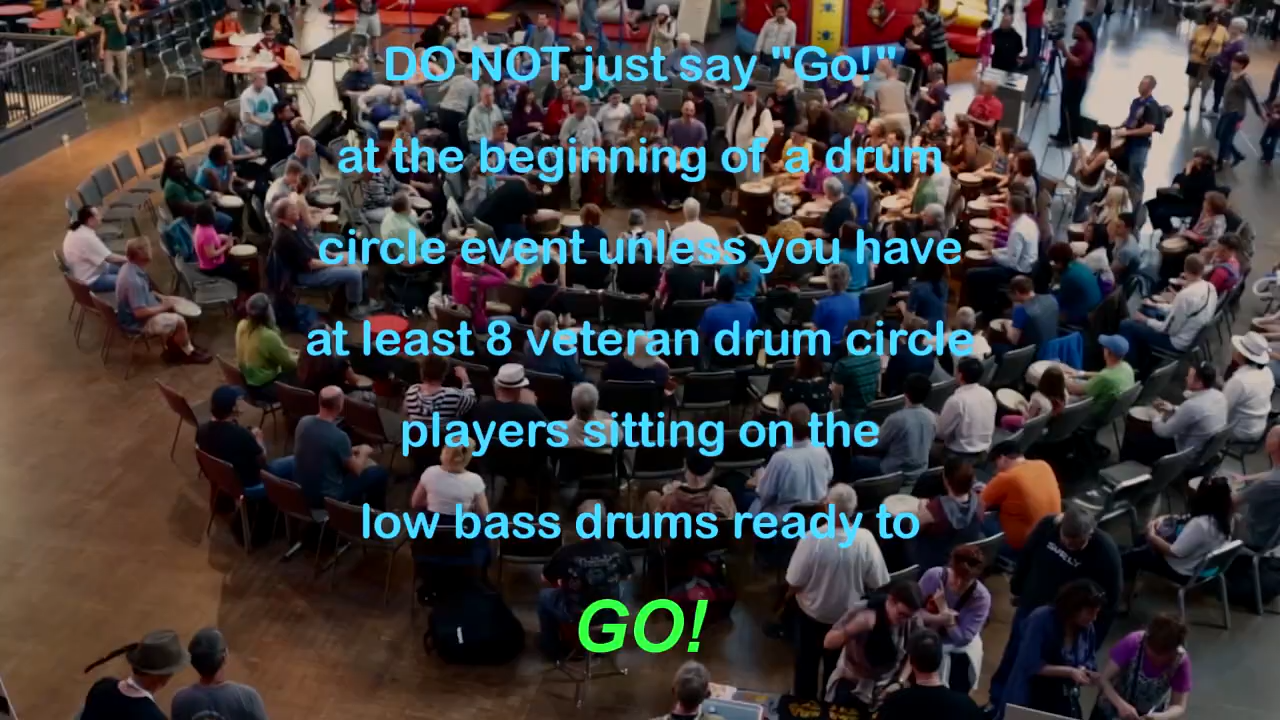 DO NOT just say "Go!"
at the beginning of a drum
circle event unless you have
at least 8 veteran drum circle
players sitting on the
low bass drums ready to
GO!